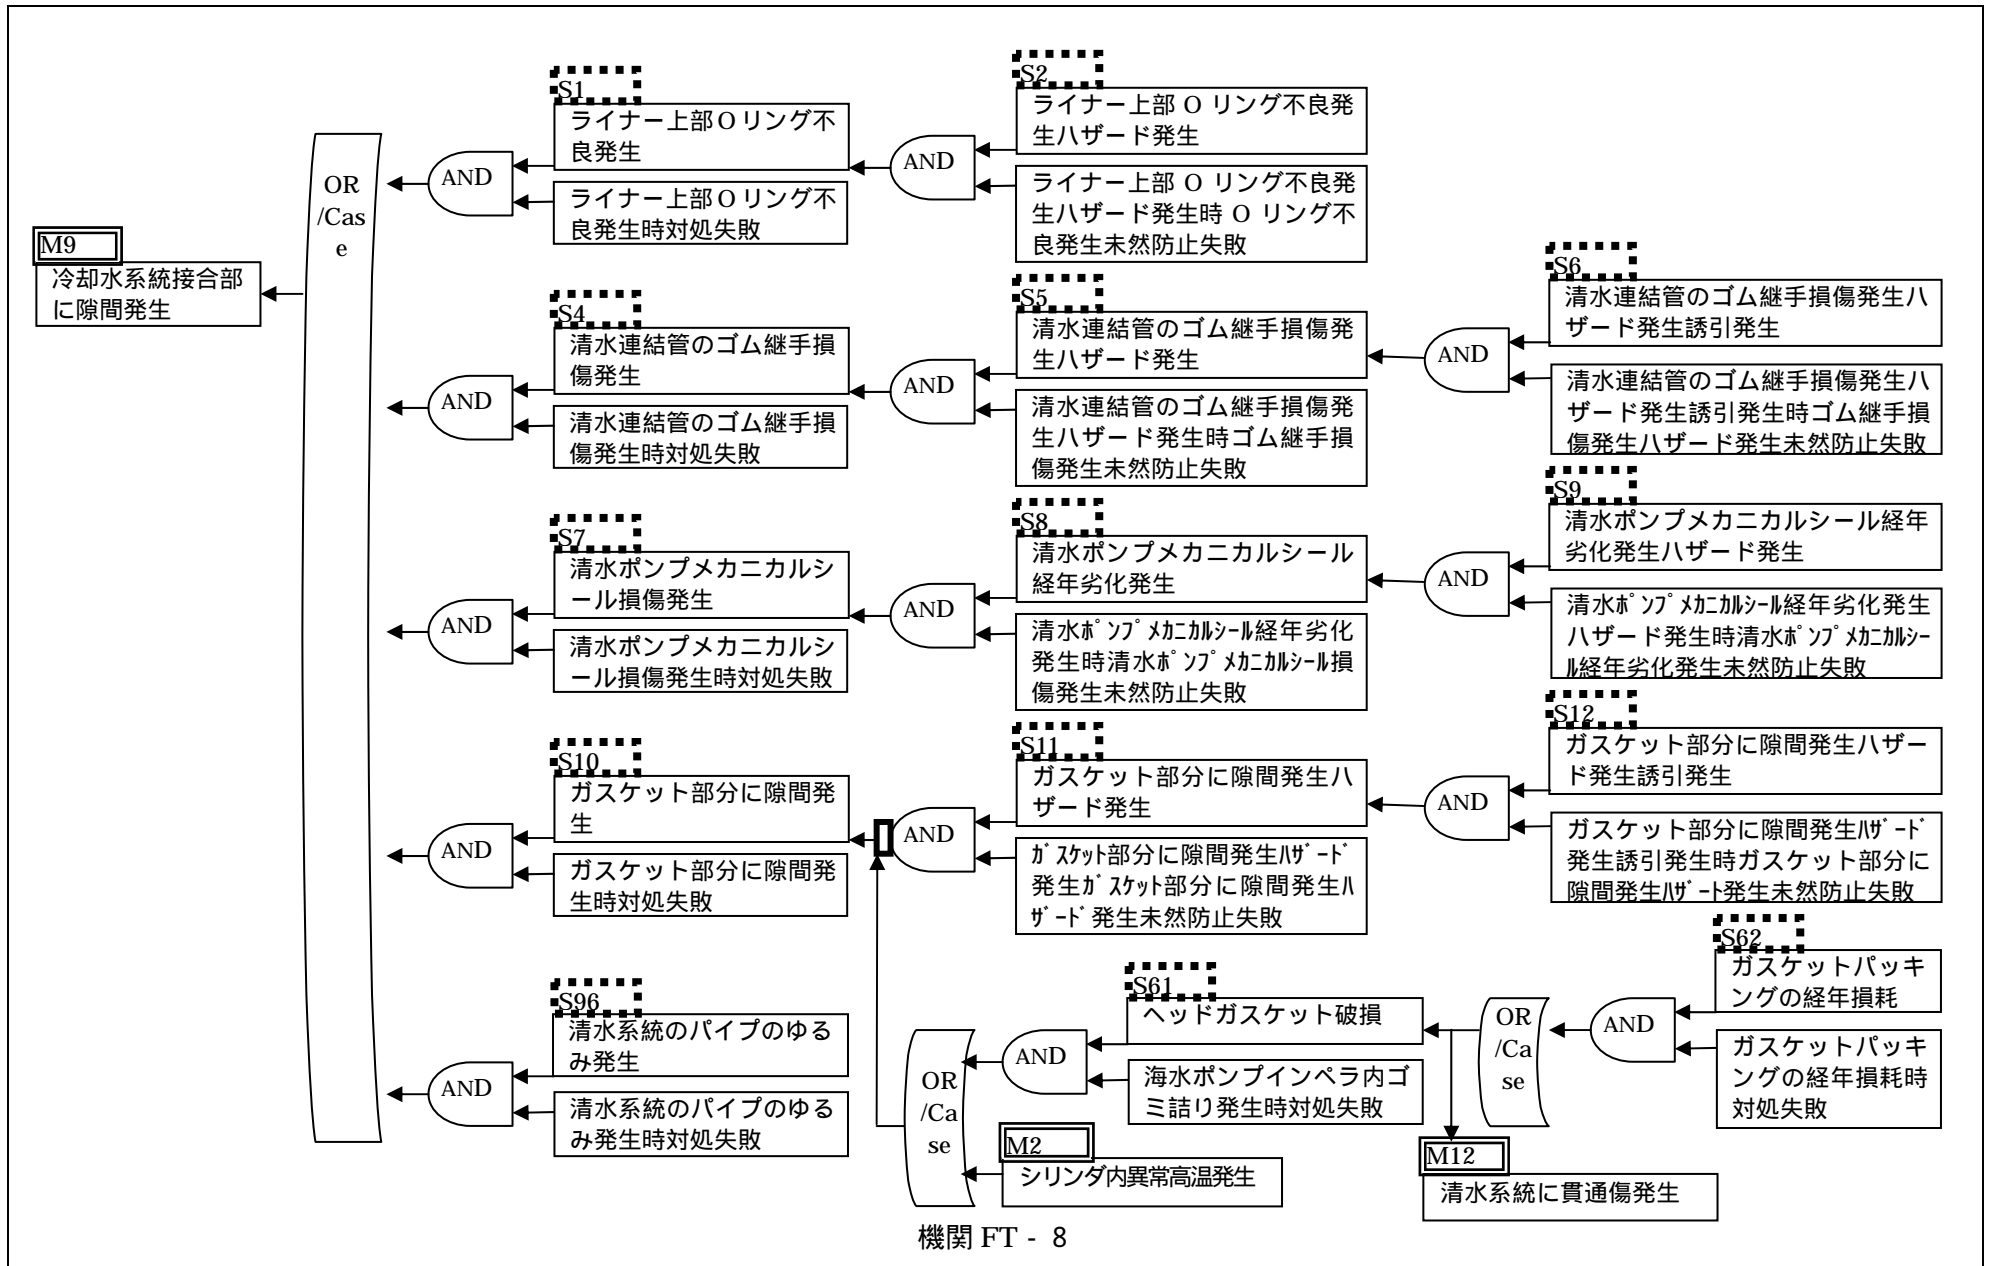 M9
冷却水系統接合部
に隙間発生
OR
/Cas
e
AND
S1
ライナー上部Oリング不
良発生
ライナー上部Oリング不
良発生時対処失敗
AND
S2
ライナー上部 O リング不良発
生ハザード発生
ライナー上部 O リング不良発
生ハザード発生時 O リング不
良発生未然防止失敗
AND
S4
清水連結管のゴム継手損
傷発生
清水連結管のゴム継手損
傷発生時対処失敗
AND
S5
清水連結管のゴム継手損傷発
生ハザード発生
清水連結管のゴム継手損傷発
生ハザード発生時ゴム継手損
傷発生未然防止失敗
AND
S6
清水連結管のゴム継手損傷発生ハ
ザード発生誘引発生
清水連結管のゴム継手損傷発生ハ
ザード発生誘引発生時ゴム継手損
傷発生ハザード発生未然防止失敗
AND
S7
清水ポンプメカニカルシ
ール損傷発生
清水ポンプメカニカルシ
ール損傷発生時対処失敗
AND
S8
清水ポンプメカニカルシール
経年劣化発生
清水ﾎﾟﾝﾌﾟﾒｶﾆｶﾙｼｰﾙ経年劣化
発生時清水ﾎﾟﾝﾌﾟﾒｶﾆｶﾙｼｰﾙ損
傷発生未然防止失敗
AND
S9
清水ポンプメカニカルシール経年
劣化発生ハザード発生
清水ﾎﾟﾝﾌﾟﾒｶﾆｶﾙｼｰﾙ経年劣化発生
ハザード発生時清水ﾎﾟﾝﾌﾟﾒｶﾆｶﾙｼｰ
ﾙ経年劣化発生未然防止失敗
AND
S10
ガスケット部分に隙間発
生
ガスケット部分に隙間発
生時対処失敗
AND
S11
ガスケット部分に隙間発生ハ
ザード発生
ｶﾞｽｹｯﾄ部分に隙間発生ﾊｻﾞｰﾄﾞ
発生ｶﾞｽｹｯﾄ部分に隙間発生ﾊ
ｻﾞｰﾄﾞ発生未然防止失敗
AND
S12
ガスケット部分に隙間発生ハザー
ド発生誘引発生
ガスケット部分に隙間発生ﾊｻﾞｰﾄﾞ
発生誘引発生時ガスケット部分に
隙間発生ﾊｻﾞｰﾄ発生未然防止失敗
AND
S96
清水系統のパイプのゆる
み発生
清水系統のパイプのゆる
み発生時対処失敗
OR
/Ca
se
AND
S61
ヘッドガスケット破損
海水ポンプインペラ内ゴ
ミ詰り発生時対処失敗
M2
シリンダ内異常高温発生
OR
/Ca
se
AND
S62
ガスケットパッキ
ングの経年損耗
ガスケットパッキ
ングの経年損耗時
対処失敗
M12
清水系統に貫通傷発生
機関 FT - 8